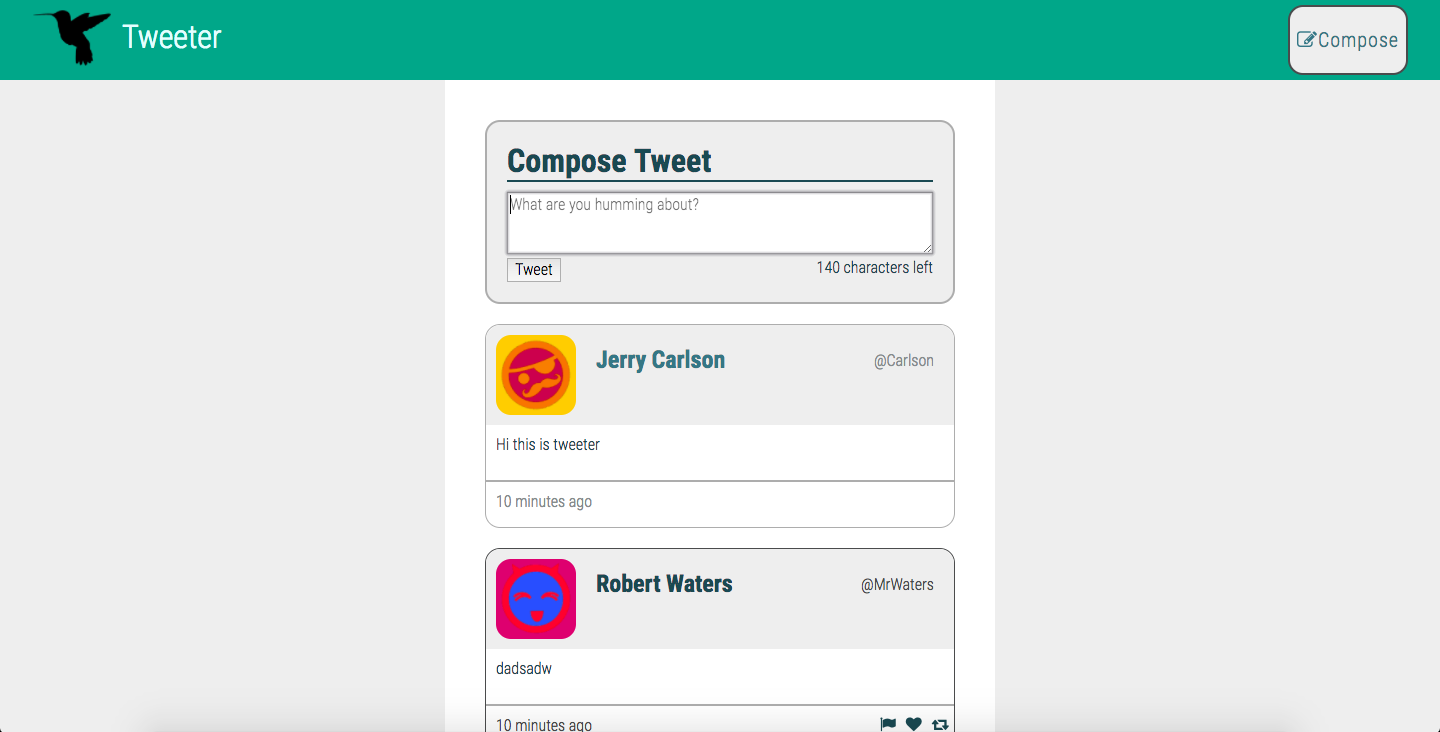 Tweeter
Compose
Compose Tweet
What are you humming about?
Tweet
140 characters left
Jerry Carlson
@Carlson
Hi this is tweeter
10 minutes ago
Robert Waters
@MrWaters
dadsadw
10 minutes ago